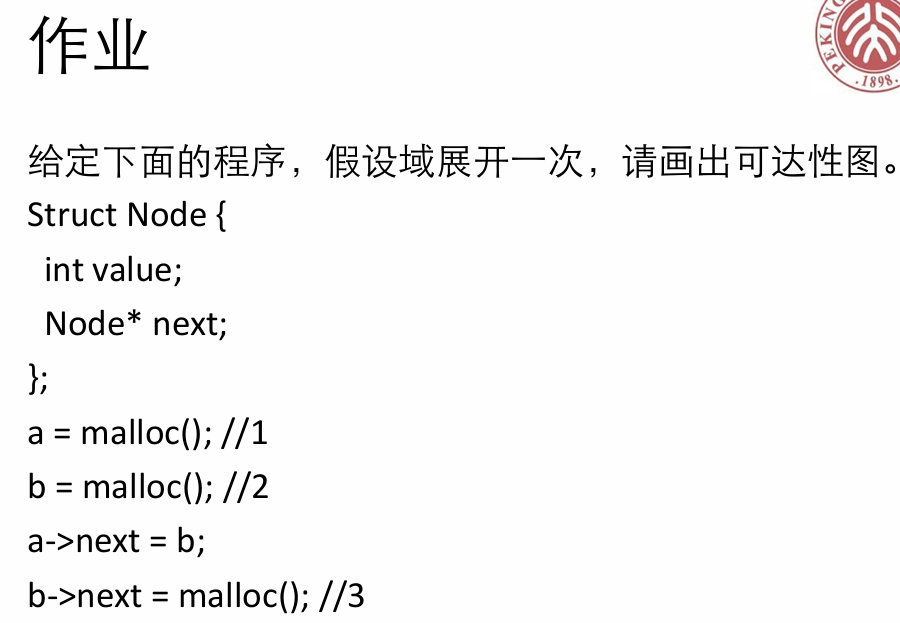 作业
PEKING
·1898·
给定下面的程序，假设域展开一次，请画出可达性图。
Struct Node {
int value;
Node* next;
};
a = malloc(); //1
b = malloc(); //2
a->next = b;
b->next = malloc(); //3